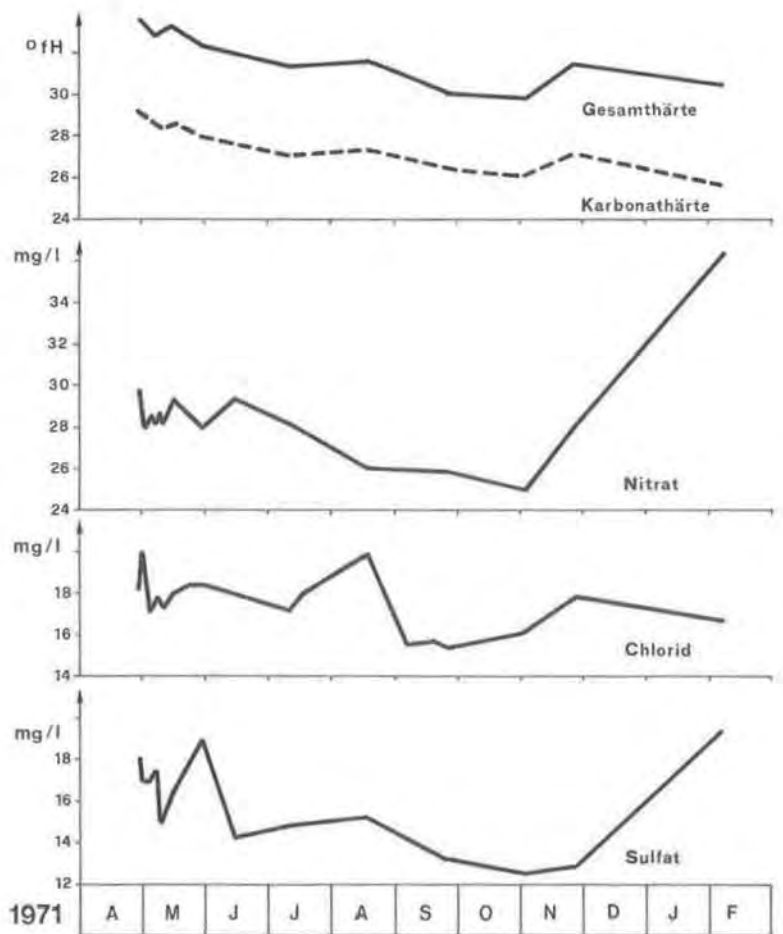 o fH
30
28
26
24
Gesamthärte
Karbonathärte
mg/l
34
32
30
28
26
24
Nitrat
mg/l
18
16
14
Chlorid
mg/l
18
16
14
12
Sulfat
1971 A M J J A S O N D J F